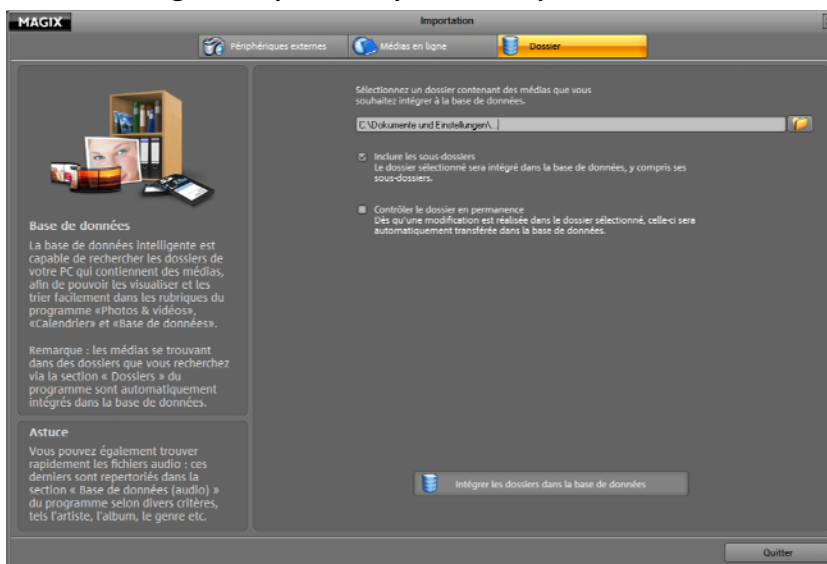 MAGIX
Importation
Périphériques externes
Médias en ligne
Dossier
Base de données
La base de données intelligente est
capable de rechercher les dossiers de
votre PC qui contiennent des médias,
afin de pouvoir les visualiser et les
trier facilement dans les rubriques du
programme «Photos & vidéos»,
«Calendrier» et «Base de données».
Remarque : les médias se trouvant
dans des dossiers que vous recherchez
via la section « Dossiers » du
programme sont automatiquement
intégrés dans la base de données.
Astuce
Vous pouvez également trouver
rapidement les fichiers audio : ces
derniers sont repertoriés dans la
section « Base de données (audio) »
du programme selon divers critères,
tels l'artiste, l'album, le genre etc.
Sélectionnez un dossier contenant des médias que vous
souhaitez intégrer à la base de données.
C:\Dokumente und Einstellungen\...
Inclure les sous-dossiers
Le dossier sélectionné sera intégré dans la base de données, y compris ses
sous-dossiers.
Contrôler le dossier en permanence
Dès qu'une modification est réalisée dans le dossier sélectionné, celle-ci sera
automatiquement transférée dans la base de données.
Intégrer les dossiers dans la base de données
Quitter